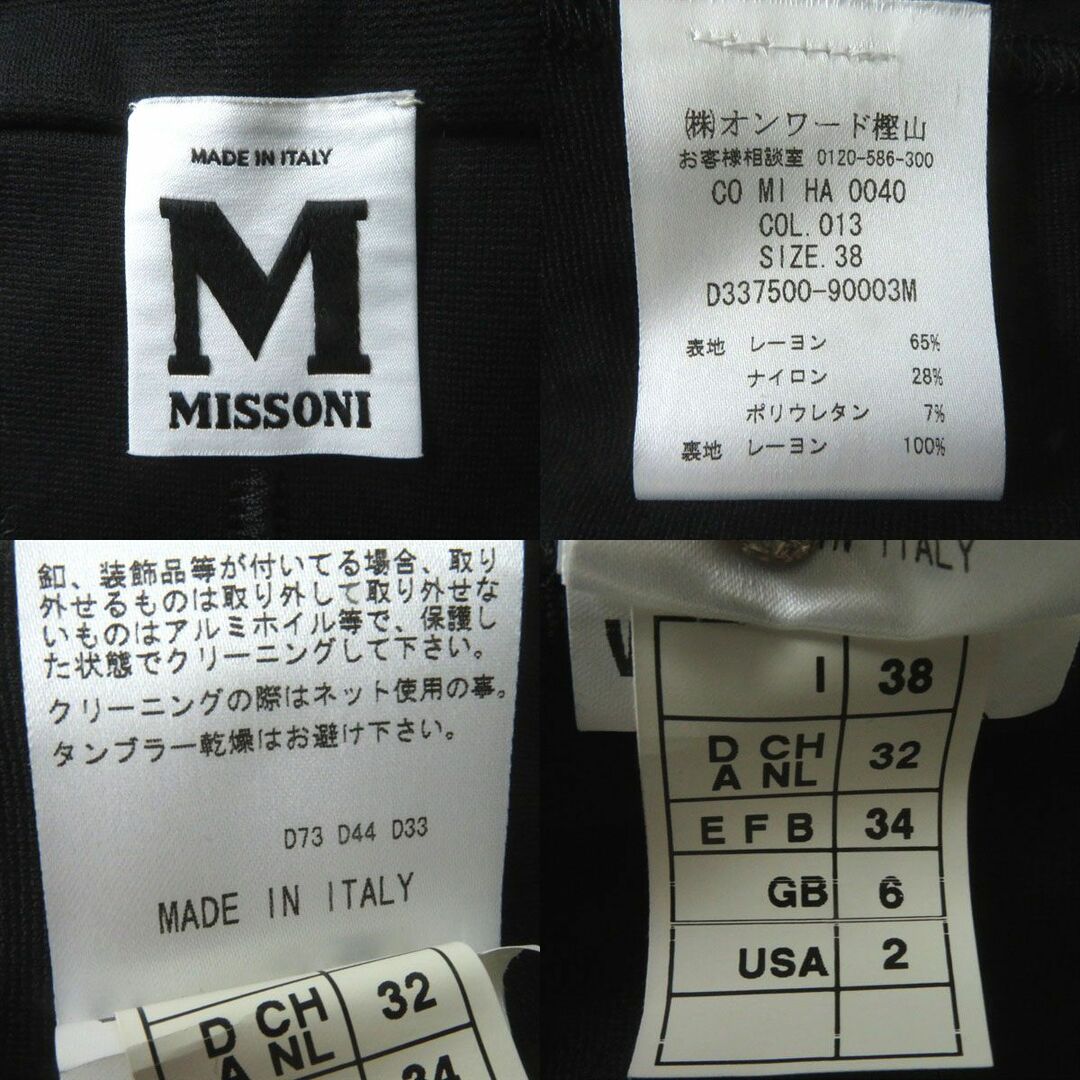 MADE IN ITALY
M
MISSONI
㈱オンワード樫山
お客様相談室 0120-586-300
CO MI HA 0040
COL.013
SIZE.38
D337500-90003M
表地 レーヨン 65%
ナイロン 28%
ポリウレタン 7%
裏地 レーヨン 100%
釦、装飾品等が付いてる場合、取り
外せるものは取り外して取り外せな
いものはアルミホイル等で、保護し
た状態でクリーニングして下さい。
クリーニングの際はネット使用の事。
タンブラー乾燥はお避け下さい。
D73 D44 D33
MADE IN ITALY
D CH 32
A NL
34
IN ITALY
I 38
D CH 32
A NL
E F B 34
GB 6
USA 2